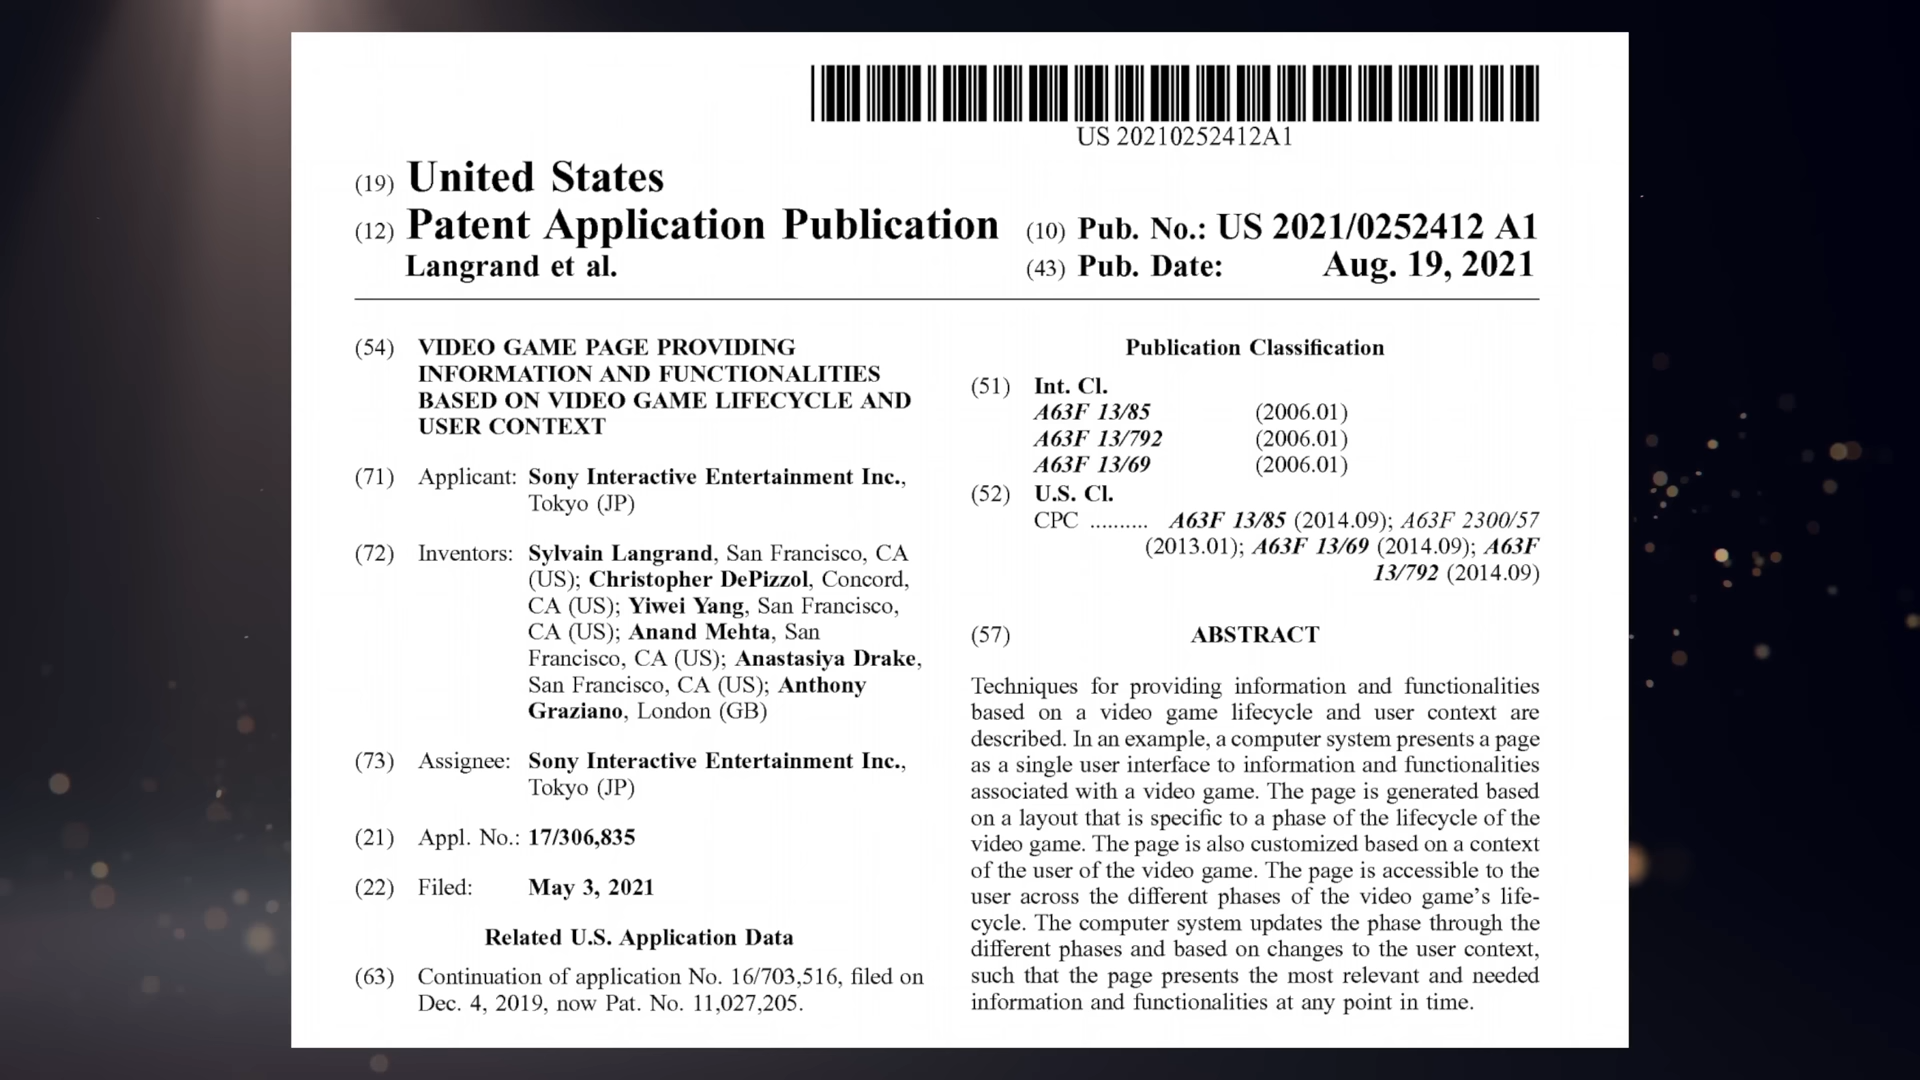 US 20210252412A1
(19) United States
(12) Patent Application Publication
Langrand et al.
(10) Pub. No.: US 2021/0252412 A1
(43) Pub. Date: Aug. 19, 2021
(54) VIDEO GAME PAGE PROVIDING
INFORMATION AND FUNCTIONALITIES
BASED ON VIDEO GAME LIFECYCLE AND
USER CONTEXT
(71) Applicant: Sony Interactive Entertainment Inc.,
Tokyo (JP)
(72) Inventors: Sylvain Langrand, San Francisco, CA
(US); Christopher DePizzol, Concord,
CA (US); Yiwei Yang, San Francisco,
CA (US); Anand Mehta, San
Francisco, CA (US); Anastasiya Drake,
San Francisco, CA (US); Anthony
Graziano, London (GB)
(73) Assignee: Sony Interactive Entertainment Inc.,
Tokyo (JP)
(21) Appl. No.: 17/306,835
(22) Filed: May 3, 2021
Related U.S. Application Data
(63) Continuation of application No. 16/703,516, filed on
Dec. 4, 2019, now Pat. No. 11,027,205.
Publication Classification
(51) Int. Cl.
A63F 13/85 (2006.01)
A63F 13/792 (2006.01)
A63F 13/69 (2006.01)
(52) U.S. Cl.
CPC .......... A63F 13/85 (2014.09); A63F 2300/57
(2013.01); A63F 13/69 (2014.09); A63F
13/792 (2014.09)
(57) ABSTRACT
Techniques for providing information and functionalities
based on a video game lifecycle and user context are
described. In an example, a computer system presents a page
as a single user interface to information and functionalities
associated with a video game. The page is generated based
on a layout that is specific to a phase of the lifecycle of the
video game. The page is also customized based on a context
of the user of the video game. The page is accessible to the
user across the different phases of the video game's life-
cycle. The computer system updates the phase through the
different phases and based on changes to the user context,
such that the page presents the most relevant and needed
information and functionalities at any point in time.